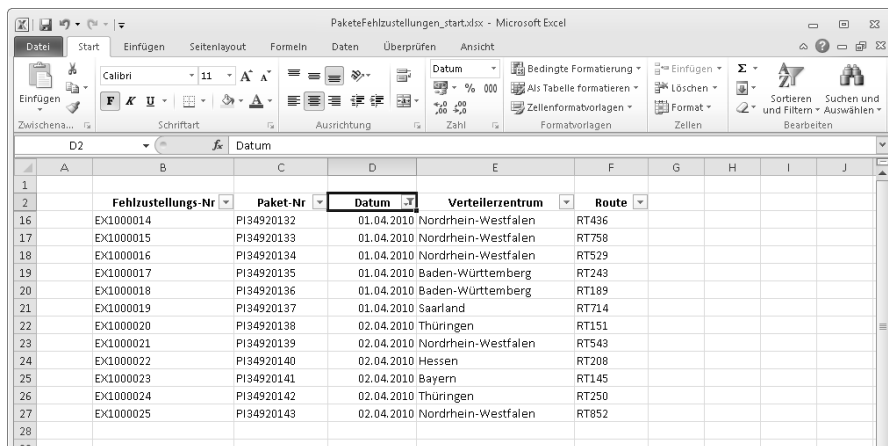 PaketeFehlzustellungen_start.xlsx - Microsoft Excel
Datei Start Einfügen Seitenlayout Formeln Daten Überprüfen Ansicht
Calibri 11 Datum Bedingte Formatierung Einfügen Σ
Einfügen F K U % 000 Als Tabelle formatieren Löschen Sortieren und Filtern Suchen und Auswählen
Zellenformatvorlagen Format
Zwischena... Schriftart Ausrichtung Zahl Formatvorlagen Zellen Bearbeiten
D2 fx Datum
A B C D E F G H I J
1
2 Fehlzustellungs-Nr Paket-Nr Datum Verteilerzentrum Route
16 EX1000014 PI34920132 01.04.2010 Nordrhein-Westfalen RT436
17 EX1000015 PI34920133 01.04.2010 Nordrhein-Westfalen RT758
18 EX1000016 PI34920134 01.04.2010 Nordrhein-Westfalen RT529
19 EX1000017 PI34920135 01.04.2010 Baden-Württemberg RT243
20 EX1000018 PI34920136 01.04.2010 Baden-Württemberg RT189
21 EX1000019 PI34920137 01.04.2010 Saarland RT714
22 EX1000020 PI34920138 02.04.2010 Thüringen RT151
23 EX1000021 PI34920139 02.04.2010 Nordrhein-Westfalen RT543
24 EX1000022 PI34920140 02.04.2010 Hessen RT208
25 EX1000023 PI34920141 02.04.2010 Bayern RT145
26 EX1000024 PI34920142 02.04.2010 Thüringen RT250
27 EX1000025 PI34920143 02.04.2010 Nordrhein-Westfalen RT852
28